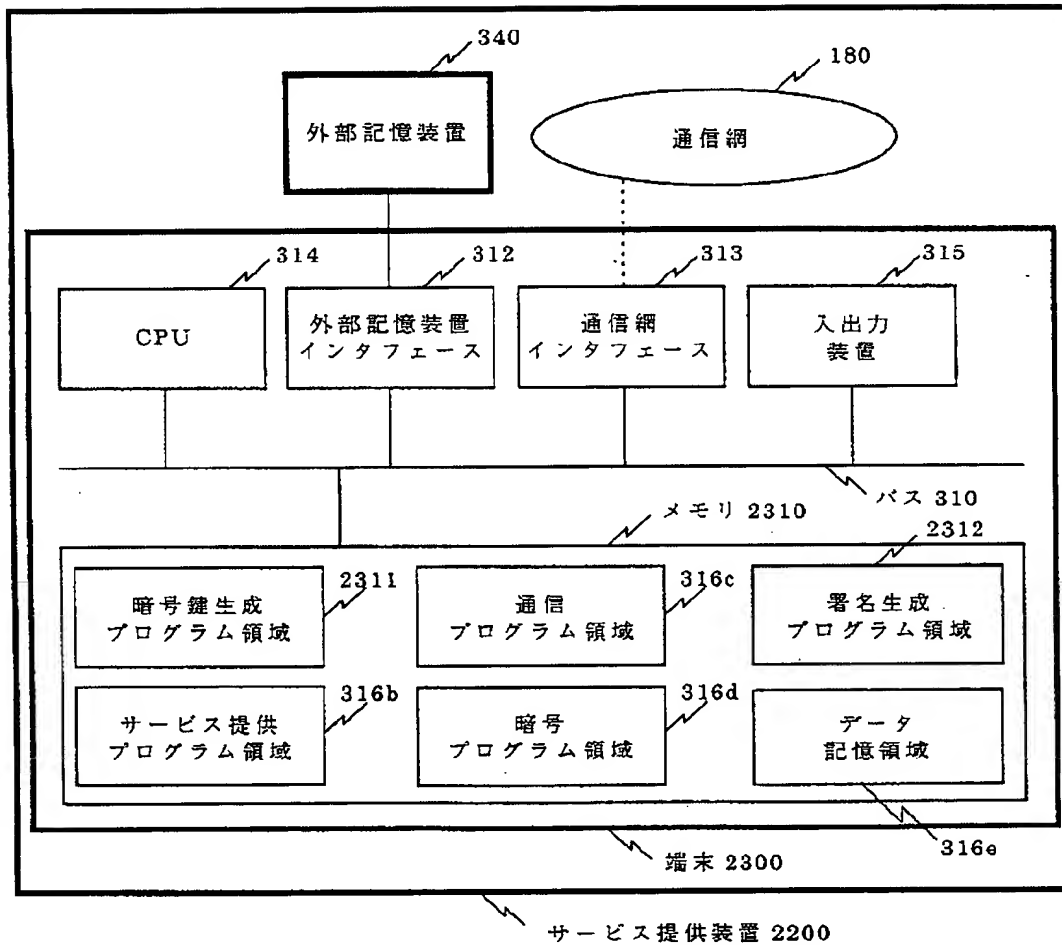 340
180
外部記憶装置
通信網
314
312
313
315
CPU
外部記憶装置
インタフェース
通信網
インタフェース
入出力
装置
バス 310
メモリ 2310
2312
2311
316c
暗号鍵生成
プログラム領域
通信
プログラム領域
署名生成
プログラム領域
316b
316d
サービス提供
プログラム領域
暗号
プログラム領域
データ
記憶領域
316e
端末 2300
サービス提供装置 2200